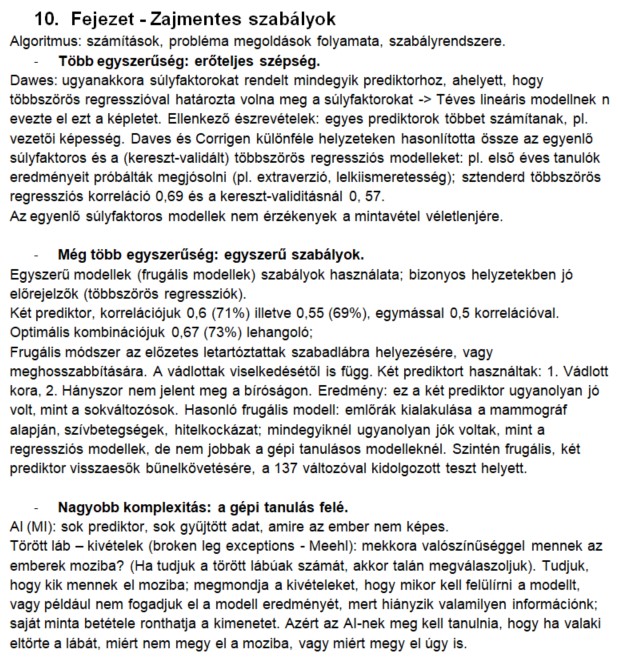 10. Fejezet - Zajmentes szabályok
Algoritmus: számítások, probléma megoldások folyamata, szabályrendszere.
- Több egyszerűség: erőteljes szépség.
Dawes: ugyanakkora súlyfaktorokat rendelt mindegyik prediktorhoz, ahelyett, hogy
többszörös regresszióval határozta volna meg a súlyfaktorokat -> Téves lineáris modellnek n
evezte el ezt a képletet. Ellenkező észrevételek: egyes prediktorok többet számítanak, pl.
vezetői képesség. Daves és Corrigen különféle helyzeteken hasonlította össze az egyenlő
súlyfaktoros és a (kereszt-validált) többszörös regressziós modelleket: pl. első éves tanulók
eredményeit próbálták megjósolni (pl. extraverzió, lelkiismeretesség); sztenderd többszörös
regressziós korreláció 0,69 és a kereszt-validitásnál 0, 57.
Az egyenlő súlyfaktoros modellek nem érzékenyek a mintavétel véletlenjére.
- Még több egyszerűség: egyszerű szabályok.
Egyszerű modellek (frugális modellek) szabályok használata; bizonyos helyzetekben jó
előrejelzők (többszörös regressziók).
Két prediktor, korrelációjuk 0,6 (71%) illetve 0,55 (69%), egymással 0,5 korrelációval.
Optimális kombinációjuk 0,67 (73%) lehangoló;
Frugális módszer az előzetes letartóztattak szabadlábra helyezésére, vagy
meghosszabbítására. A vádlottak viselkedésétől is függ. Két prediktort használtak: 1. Vádlott
kora, 2. Hányszor nem jelent meg a bíróságon. Eredmény: ez a két prediktor ugyanolyan jó
volt, mint a sokváltozósok. Hasonló frugális modell: emlőrák kialakulása a mammográf
alapján, szívbetegségek, hitelkockázat; mindegyiknél ugyanolyan jók voltak, mint a
regressziós modellek, de nem jobbak a gépi tanulásos modelleknél. Szintén frugális, két
prediktor visszaesők bűnelkövetésére, a 137 változóval kidolgozott teszt helyett.
- Nagyobb komplexitás: a gépi tanulás felé.
AI (MI): sok prediktor, sok gyűjtött adat, amire az ember nem képes.
Törött láb – kivételek (broken leg exceptions - Meehl): mekkora valószínűséggel mennek az
emberek moziba? (Ha tudjuk a törött lábúak számát, akkor talán megválaszoljuk). Tudjuk,
hogy kik mennek el moziba; megmondja a kivételeket, hogy mikor kell felülírni a modellt,
vagy például nem fogadjuk el a modell eredményét, mert hiányzik valamilyen információnk;
saját minta betétele ronthatja a kimenetet. Azért az AI-nek meg kell tanulnia, hogy ha valaki
eltörte a lábát, miért nem megy el a moziba, vagy miért megy el úgy is.